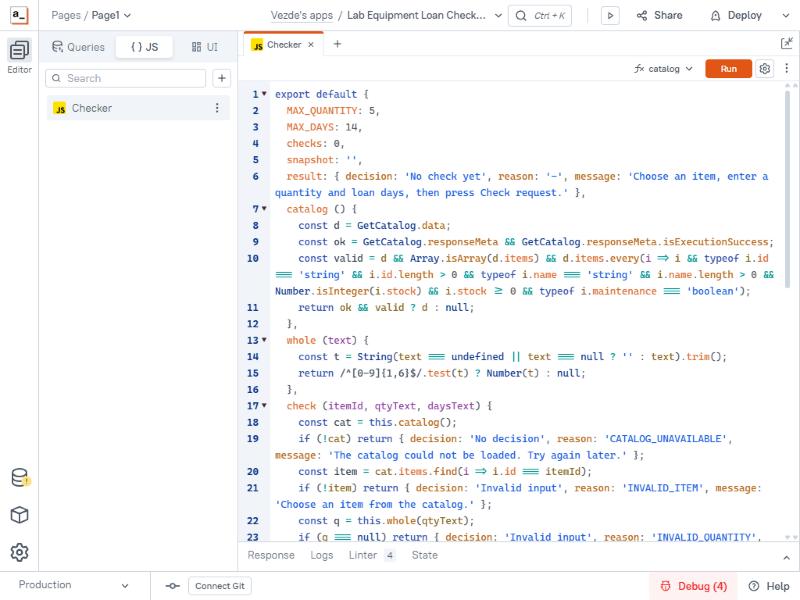 a_
Pages / Page1
Vezde's apps / Lab Equipment Loan Check...
Ctrl + K
Share
Deploy
Editor
Queries
{ } JS
UI
JS Checker
Search
fx catalog
Run
JS Checker
1 export default {
2 MAX_QUANTITY: 5,
3 MAX_DAYS: 14,
4 checks: 0,
5 snapshot: '',
6 result: { decision: 'No check yet', reason: '-', message: 'Choose an item, enter a
quantity and loan days, then press Check request.' },
7 catalog () {
8 const d = GetCatalog.data;
9 const ok = GetCatalog.responseMeta && GetCatalog.responseMeta.isExecutionSuccess;
10 const valid = d && Array.isArray(d.items) && d.items.every(i => i && typeof i.id
=== 'string' && i.id.length > 0 && typeof i.name === 'string' && i.name.length > 0 &&
Number.isInteger(i.stock) && i.stock >= 0 && typeof i.maintenance === 'boolean');
11 return ok && valid ? d : null;
12 },
13 whole (text) {
14 const t = String(text === undefined || text === null ? '' : text).trim();
15 return /^[0-9]{1,6}$/.test(t) ? Number(t) : null;
16 },
17 check (itemId, qtyText, daysText) {
18 const cat = this.catalog();
19 if (!cat) return { decision: 'No decision', reason: 'CATALOG_UNAVAILABLE',
message: 'The catalog could not be loaded. Try again later.' };
20 const item = cat.items.find(i => i.id === itemId);
21 if (!item) return { decision: 'Invalid input', reason: 'INVALID_ITEM', message:
'Choose an item from the catalog.' };
22 const q = this.whole(qtyText);
23 if (q === null) return { decision: 'Invalid input', reason: 'INVALID_QUANTITY',
Response
Logs
Linter 4
State
Production
Connect Git
Debug (4)
Help